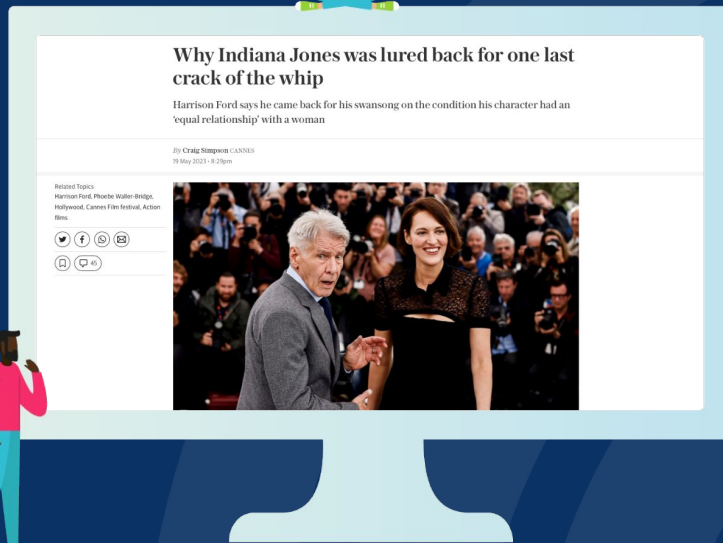 Why Indiana Jones was lured back for one last
crack of the whip
Harrison Ford says he came back for his swansong on the condition his character had an
'equal relationship' with a woman
By Craig Simpson CANNES
19 May 2023 • 8:29pm
Related Topics
Harrison Ford, Phoebe Waller-Bridge,
Hollywood, Cannes Film festival, Action
films
45